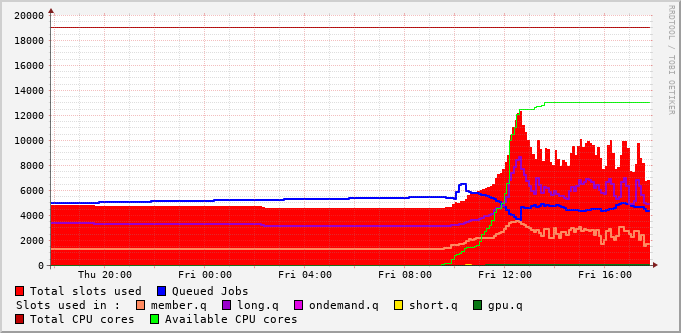 20000
18000
16000
14000
12000
10000
8000
6000
4000
2000
0
Thu 20:00 Fri 00:00 Fri 04:00 Fri 08:00 Fri 12:00 Fri 16:00
RRDTOOL / TOBI OETIKER
Total slots used Queued Jobs
Slots used in : member.q long.q ondemand.q short.q gpu.q
Total CPU cores Available CPU cores